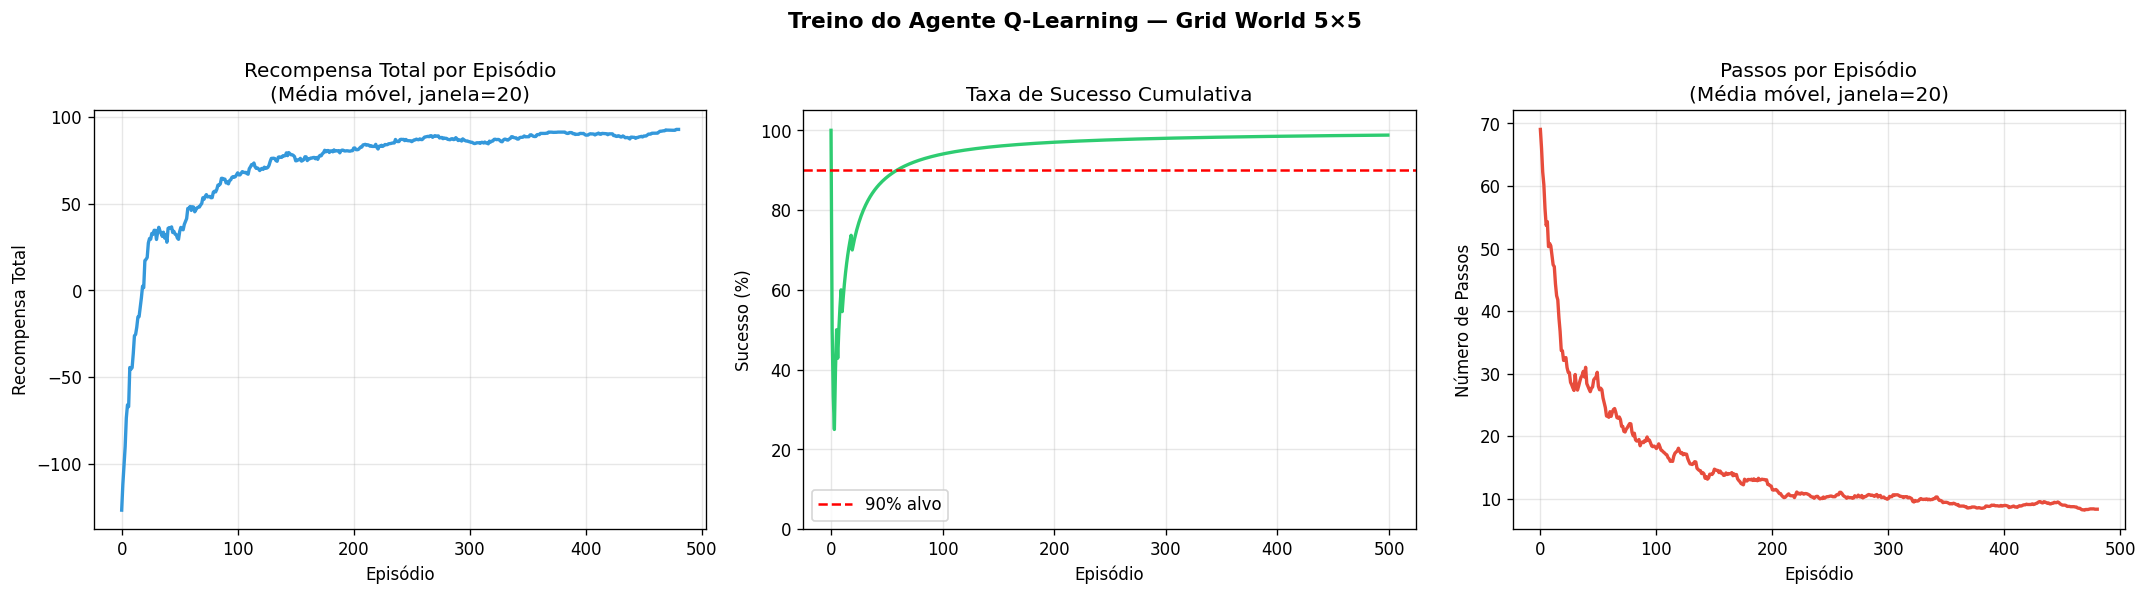 Treino do Agente Q-Learning — Grid World 5×5
Recompensa Total por Episódio
(Média móvel, janela=20)
100
50
0
−50
−100
Recompensa Total
0
100
200
300
400
500
Episódio
Taxa de Sucesso Cumulativa
100
80
60
40
20
0
Sucesso (%)
90% alvo
0
100
200
300
400
500
Episódio
Passos por Episódio
(Média móvel, janela=20)
70
60
50
40
30
20
10
Número de Passos
0
100
200
300
400
500
Episódio